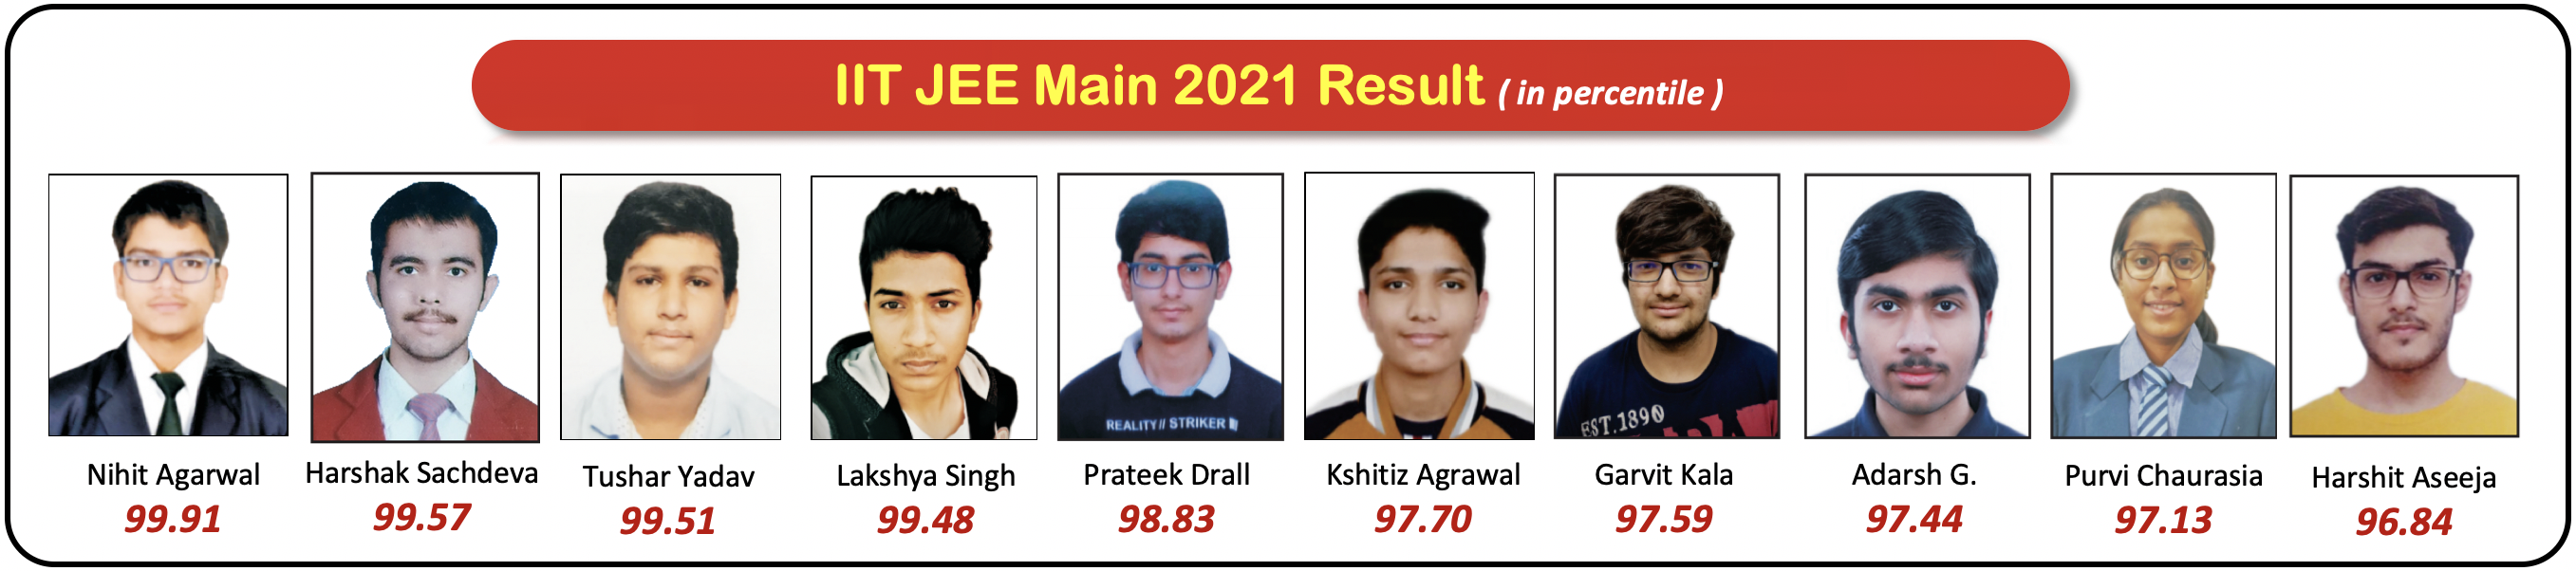 IIT JEE Main 2021 Result ( in percentile )
REALITY// STRIKER
EST.1890
Nihit Agarwal
99.91
Harshak Sachdeva
99.57
Tushar Yadav
99.51
Lakshya Singh
99.48
Prateek Drall
98.83
Kshitiz Agrawal
97.70
Garvit Kala
97.59
Adarsh G.
97.44
Purvi Chaurasia
97.13
Harshit Aseeja
96.84